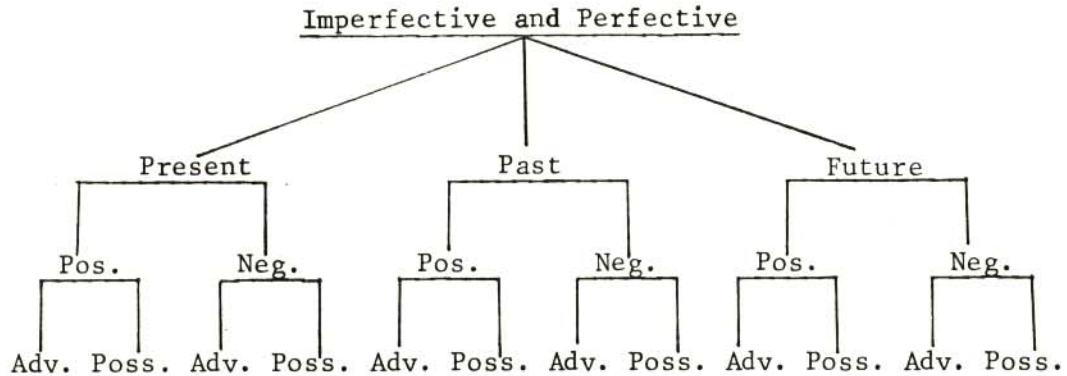 Imperfective and Perfective
Present Past Future
Pos. Neg. Pos. Neg. Pos. Neg.
Adv. Poss. Adv. Poss. Adv. Poss. Adv. Poss. Adv. Poss. Adv. Poss.